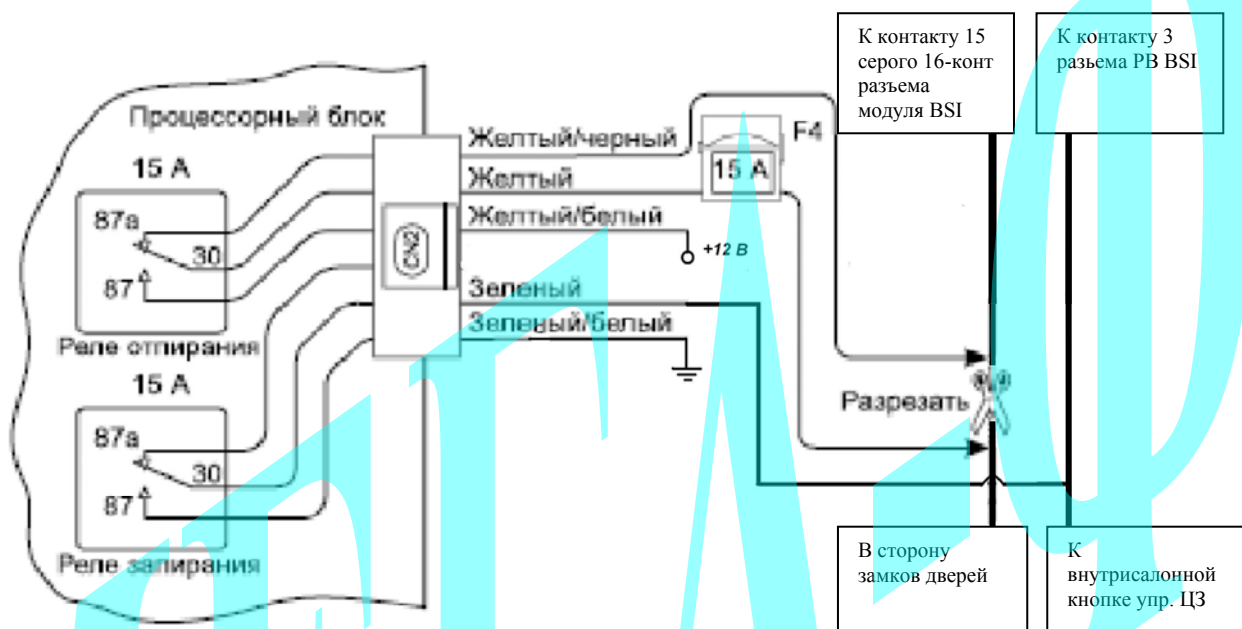 К контакту 15
серого 16-конт
разъема
модуля BSI
К контакту 3
разьема РВ BSI
Процессорный блок
15 А
87а
30
87
Реле отпирания
15 А
87а
30
87
Реле запирания
CN2
Желтый/черный
Желтый
Желтый/белый
Зеленый
Зеленый/белый
F4
15 А
+12 В
Разрезать
В сторону
замков дверей
К
внутрисалонной
кнопке упр. ЦЗ